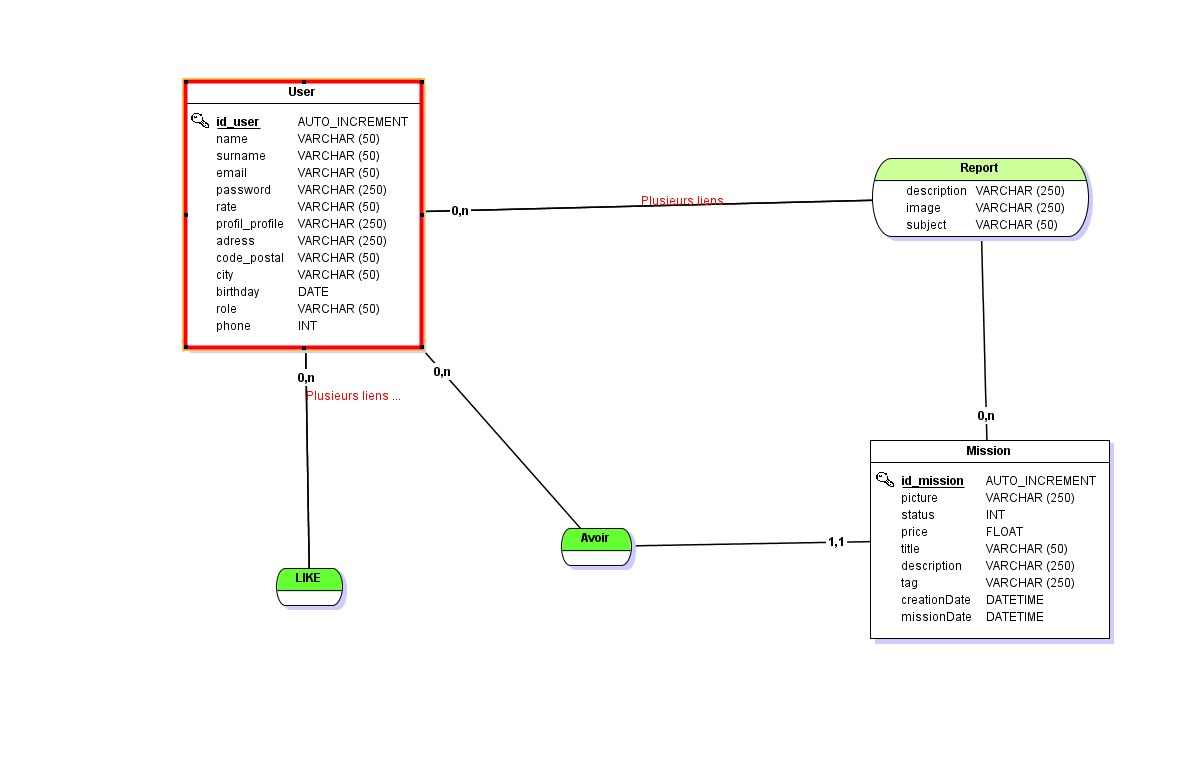 User
id_user AUTO_INCREMENT
name VARCHAR (50)
surname VARCHAR (50)
email VARCHAR (50)
password VARCHAR (250)
rate VARCHAR (50)
profil_profile VARCHAR (250)
adress VARCHAR (250)
code_postal VARCHAR (50)
city VARCHAR (50)
birthday DATE
role VARCHAR (50)
phone INT
0,n
Plusieurs liens ...
Report
description VARCHAR (250)
image VARCHAR (250)
subject VARCHAR (50)
0,n
Plusieurs liens ...
0,n
0,n
LIKE
Avoir
1,1
Mission
id_mission AUTO_INCREMENT
picture VARCHAR (250)
status INT
price FLOAT
title VARCHAR (50)
description VARCHAR (250)
tag VARCHAR (250)
creationDate DATETIME
missionDate DATETIME